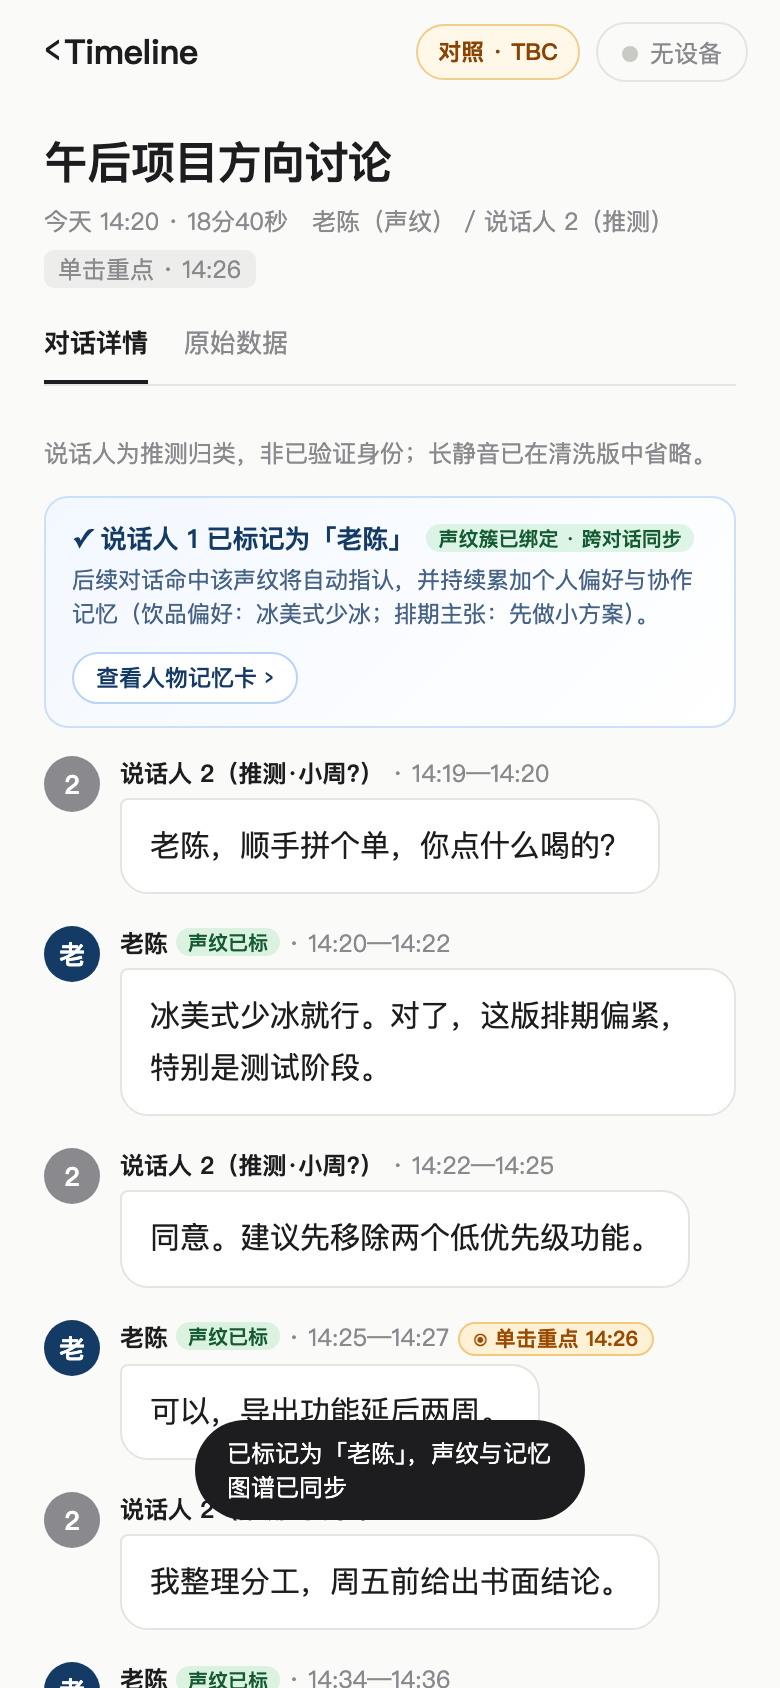 <Timeline
对照 · TBC
无设备
午后项目方向讨论
今天 14:20 · 18分40秒 老陈（声纹） / 说话人 2（推测）
单击重点 · 14:26
对话详情 原始数据
说话人为推测归类，非已验证身份；长静音已在清洗版中省略。
✓ 说话人 1 已标记为「老陈」 声纹簇已绑定 · 跨对话同步
后续对话命中该声纹将自动指认，并持续累加个人偏好与协作
记忆（饮品偏好：冰美式少冰；排期主张：先做小方案）。
查看人物记忆卡 ›
2 说话人 2（推测·小周?） · 14:19—14:20
老陈，顺手拼个单，你点什么喝的?
老 老陈 声纹已标 · 14:20—14:22
冰美式少冰就行。对了，这版排期偏紧，
特别是测试阶段。
2 说话人 2（推测·小周?） · 14:22—14:25
同意。建议先移除两个低优先级功能。
老 老陈 声纹已标 · 14:25—14:27 单击重点 14:26
可以，导出功能延后两周。
已标记为「老陈」，声纹与记忆
图谱已同步
2 说话人 2
我整理分工，周五前给出书面结论。
老 老陈 声纹已标 · 14:34—14:36